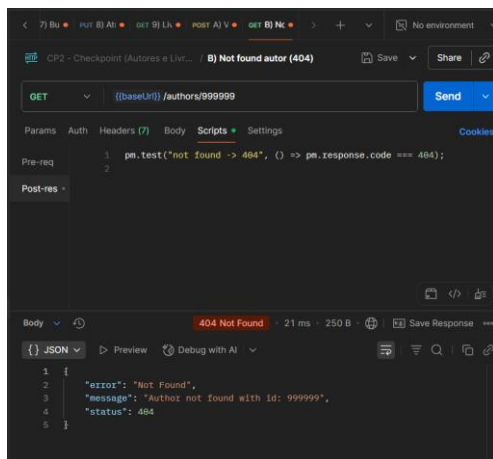 7) Bu PUT 8) At GET 9) Liv POST A) V GET B) Nc No environment
HTTP CP2 - Checkpoint (Autores e Livr... / B) Not found autor (404) Save Share
GET {{baseUrl}} /authors/999999 Send
Params Auth Headers (7) Body Scripts Settings Cookies
Pre-req
Post-res
1 pm.test("not found -> 404", () => pm.response.code === 404);
2
Body 404 Not Found 21 ms 250 B Save Response
{} JSON Preview Debug with AI
1 {
2 "error": "Not Found",
3 "message": "Author not found with id: 999999",
4 "status": 404
5 }